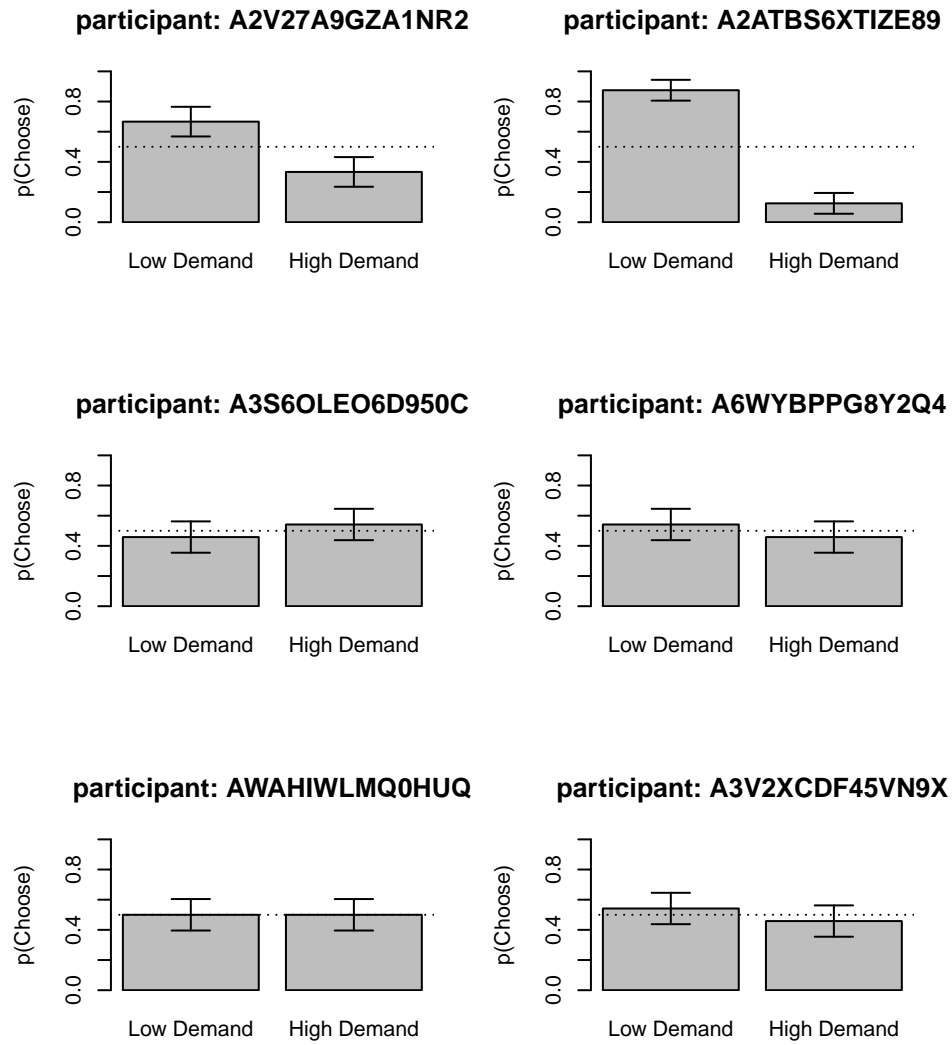 participant: A2V27A9GZA1NR2
p(Choose)
0.0
0.4
0.8
Low Demand High Demand
participant: A2ATBS6XTIZE89
p(Choose)
0.0
0.4
0.8
Low Demand High Demand
participant: A3S6OLEO6D950C
p(Choose)
0.0
0.4
0.8
Low Demand High Demand
participant: A6WYBPPG8Y2Q4
p(Choose)
0.0
0.4
0.8
Low Demand High Demand
participant: AWAHIWLMQ0HUQ
p(Choose)
0.0
0.4
0.8
Low Demand High Demand
participant: A3V2XCDF45VN9X
p(Choose)
0.0
0.4
0.8
Low Demand High Demand